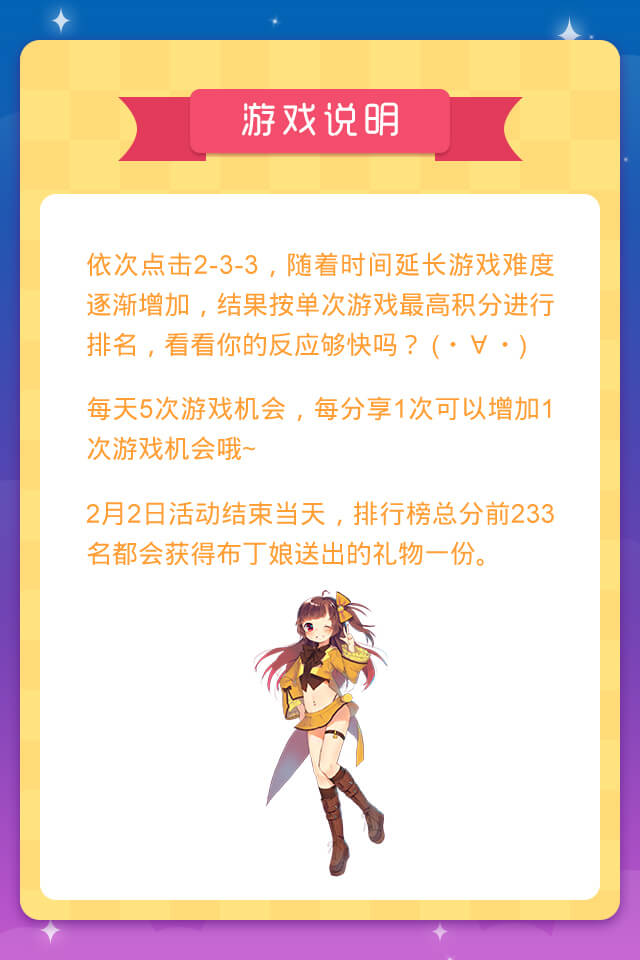 游戏说明
依次点击2-3-3，随着时间延长游戏难度
逐渐增加，结果按单次游戏最高积分进行
排名，看看你的反应够快吗？(・∀・)
每天5次游戏机会，每分享1次可以增加1
次游戏机会哦~
2月2日活动结束当天，排行榜总分前233
名都会获得布丁娘送出的礼物一份。